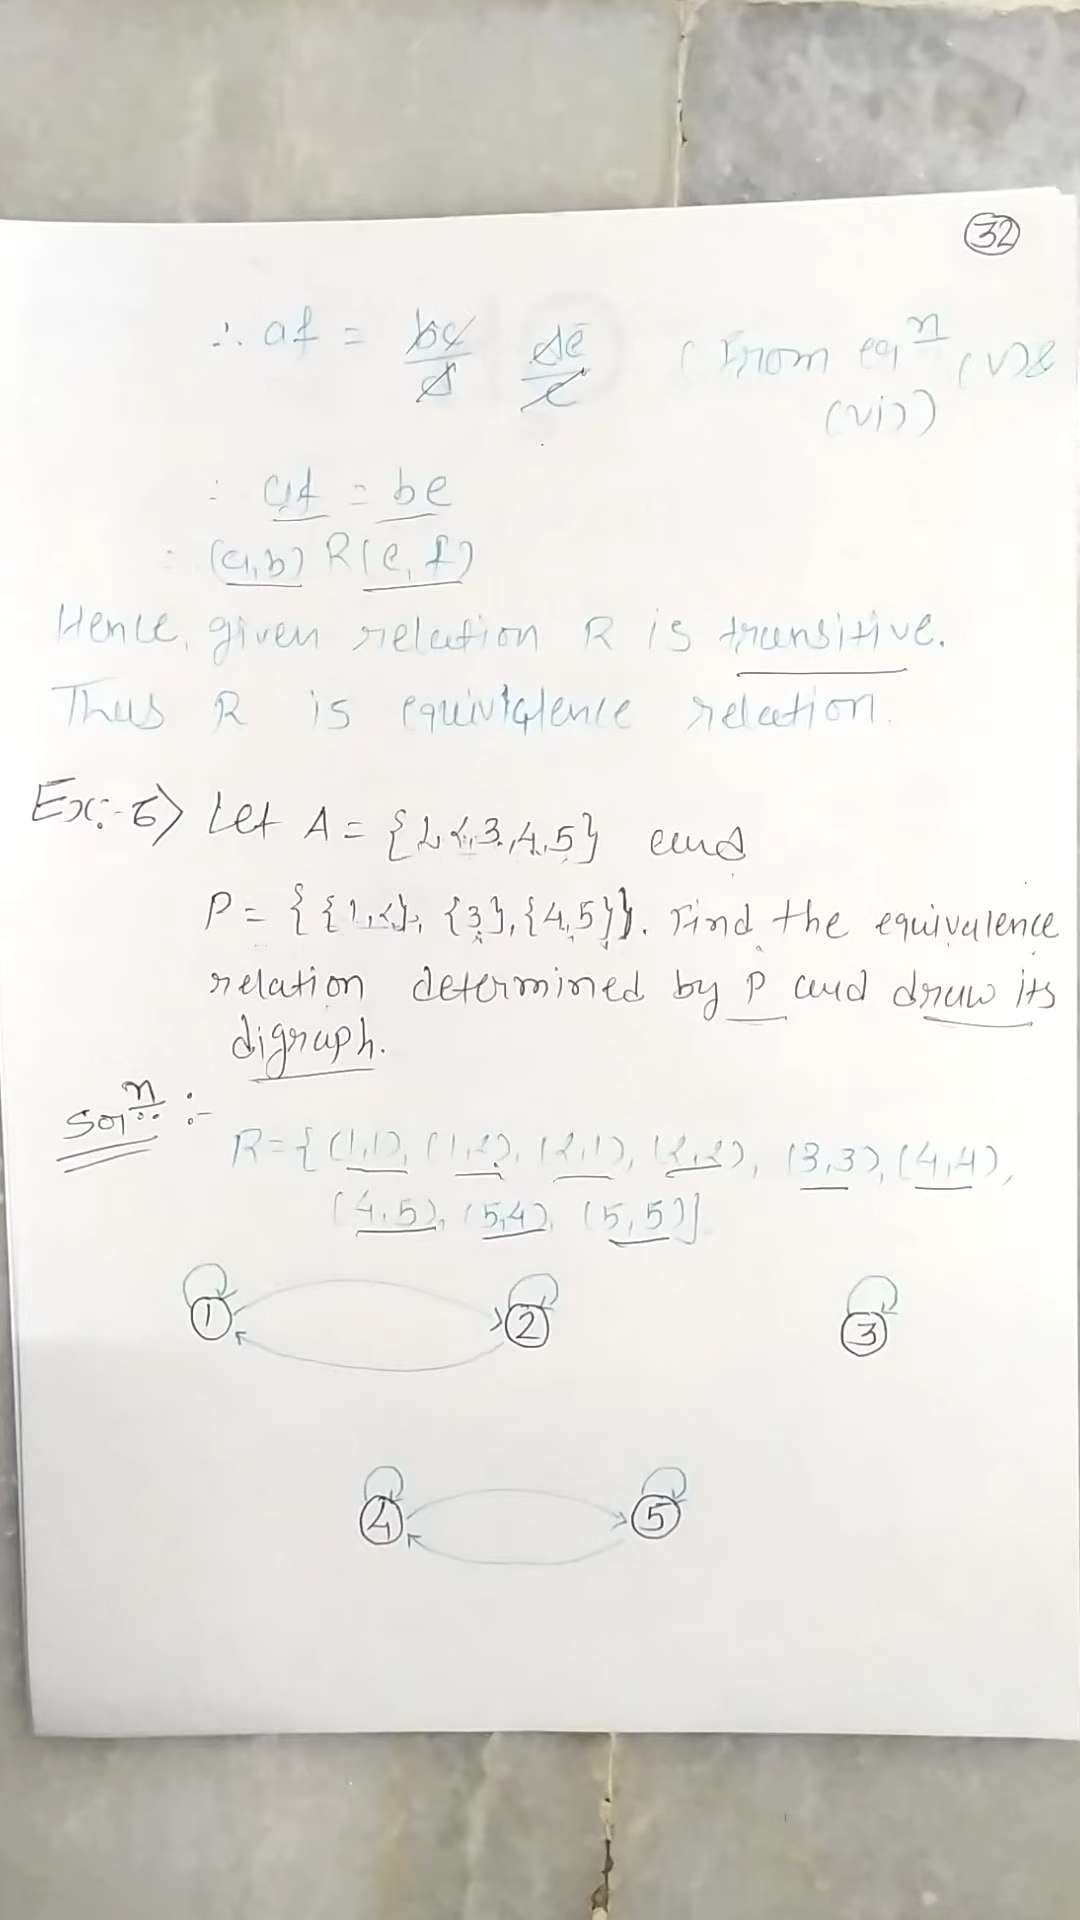 32
∴ af = bc/d de/c (From eqⁿ (v) &
(vi))
∴ af = be
= (a,b) R (e, f)
Hence, given relation R is transitive.
Thus R is equivalence relation.
Ex:-6) Let A = {1,2,3,4,5} and
P = {{1,2}, {3}, {4,5}}. Find the equivalence
relation determined by P and draw its
digraph.
Solⁿ :-
R = { (1,1), (1,2), (2,1), (2,2), (3,3), (4,4),
(4,5), (5,4), (5,5)}
1 2 3
4 5